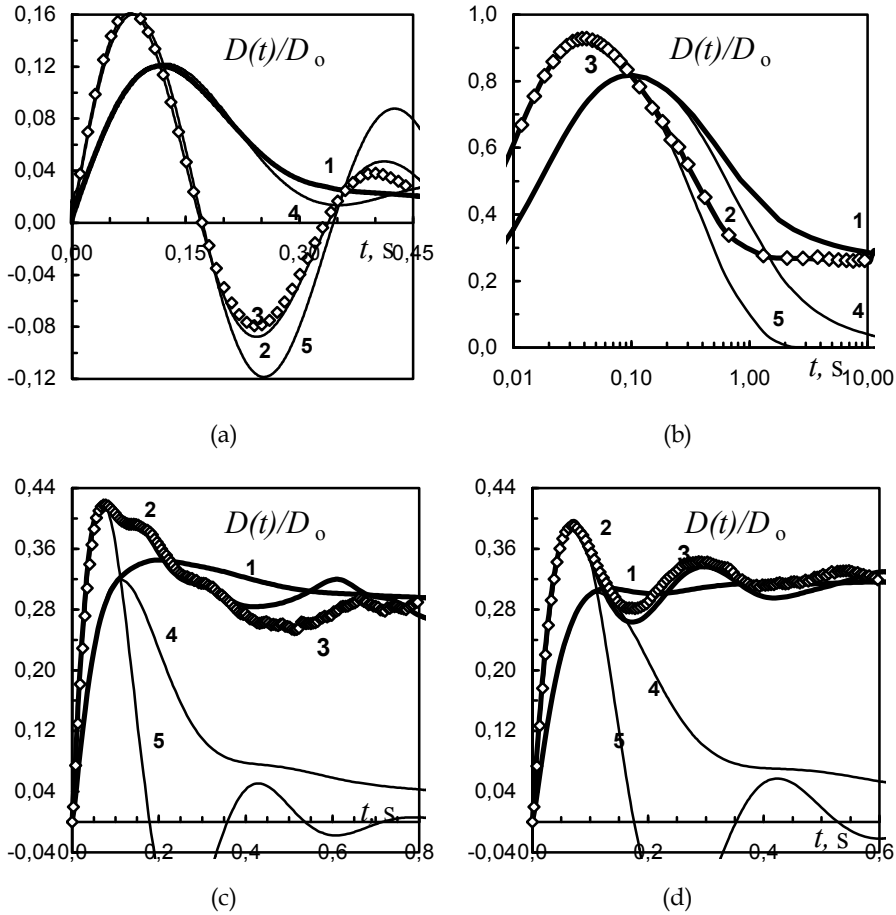 0,16
0,12
0,08
0,04
0,00
-0,04
-0,08
-0,12
D(t)/Dₒ
1
4
0,00 0,15 0,30 0,45
t, s
3
2 5
(a)
1,0
0,8
0,6
0,4
0,2
0,0
D(t)/Dₒ
3
2 1
4
5
t, s
0,01 0,10 1,00 10,00
(b)
0,44
0,36
0,28
0,20
0,12
0,04
-0,04
D(t)/Dₒ
2
1
3
4
5
t, s
0,0 0,2 0,4 0,6 0,8
(c)
0,44
0,36
0,28
0,20
0,12
0,04
-0,04
D(t)/Dₒ
2
3
1
4
5
t, s
0,0 0,2 0,4 0,6
(d)